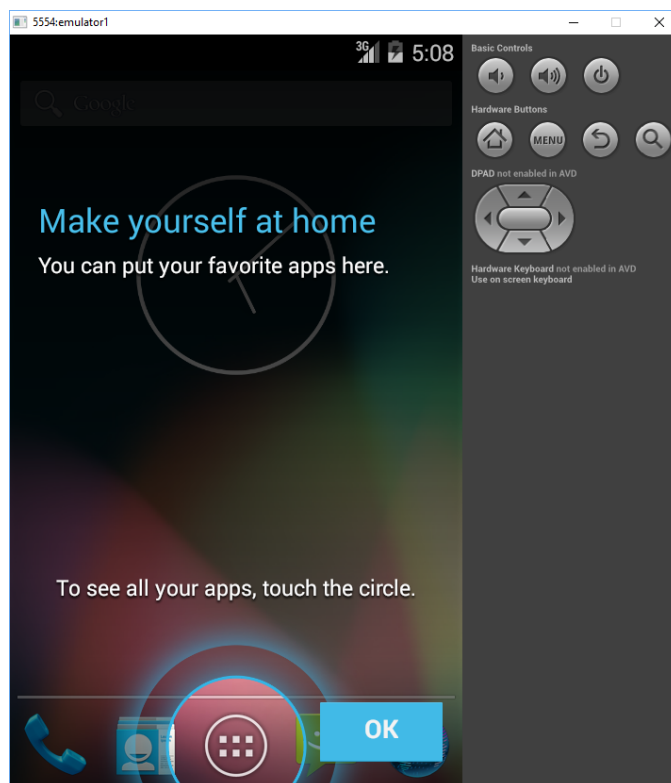 5554:emulator1
3G 5:08
Google
Make yourself at home
You can put your favorite apps here.
To see all your apps, touch the circle.
OK
Basic Controls
Hardware Buttons
MENU
DPAD not enabled in AVD
Hardware Keyboard not enabled in AVD
Use on screen keyboard